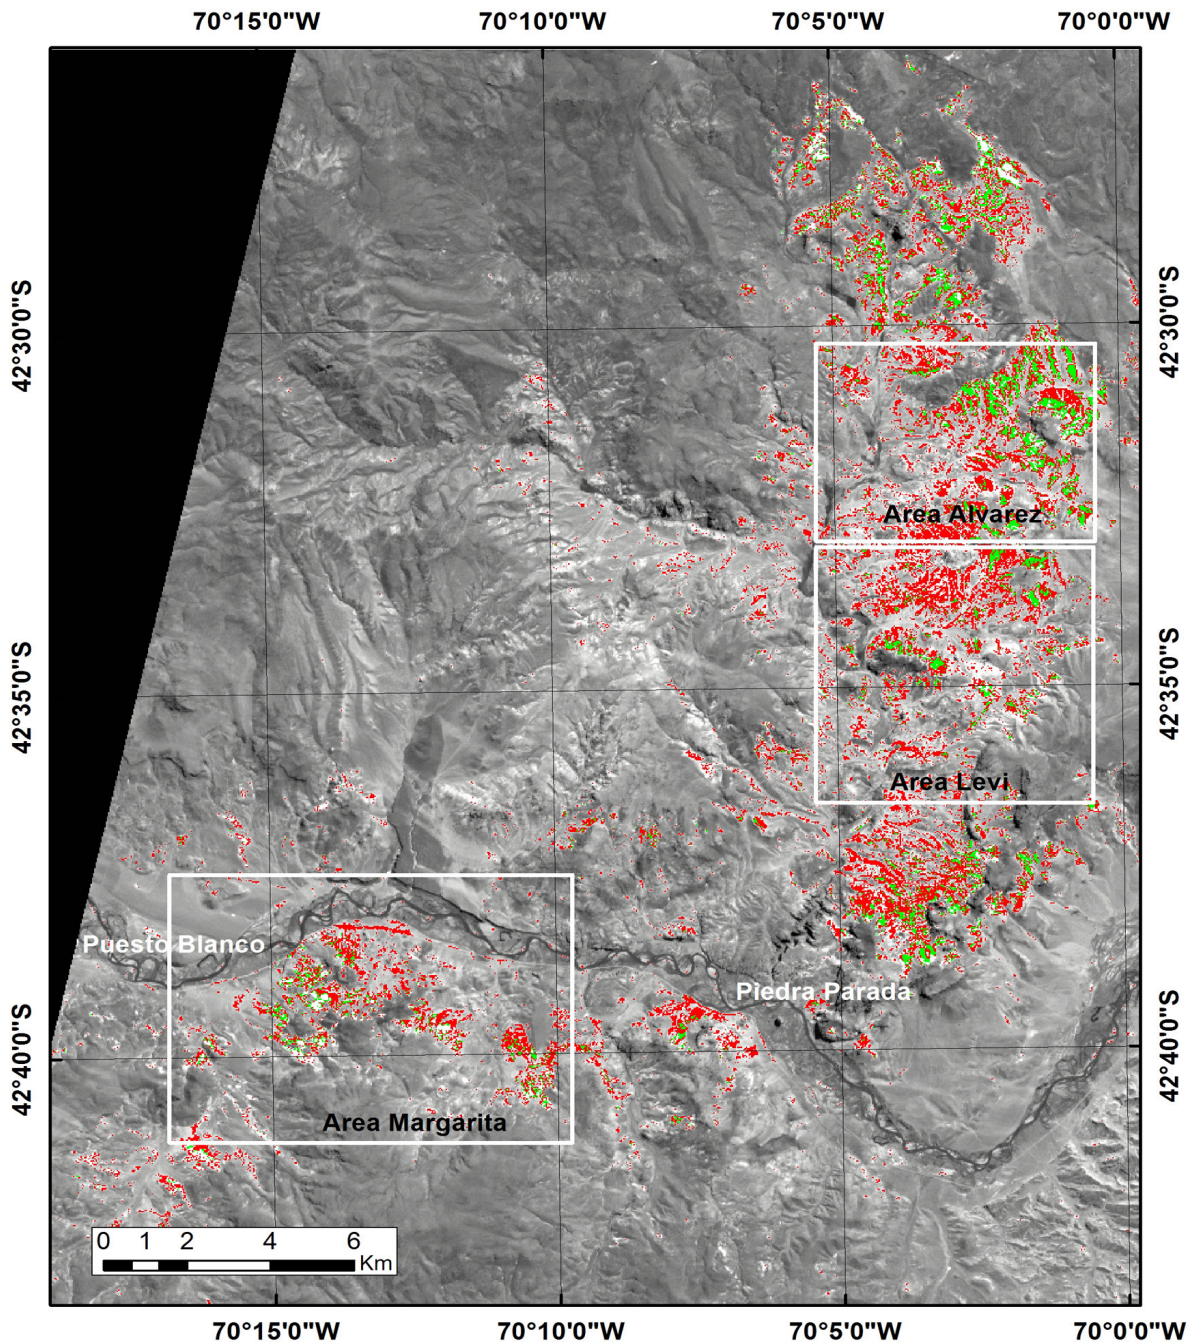 70°15'0"W 70°10'0"W 70°5'0"W 70°0'0"W
42°30'0"S 42°30'0"S
Area Alvarez
42°35'0"S 42°35'0"S
Area Levi
Puesto Blanco
Piedra Parada
42°40'0"S 42°40'0"S
Area Margarita
0 1 2 4 6
Km
70°15'0"W 70°10'0"W 70°5'0"W 70°0'0"W